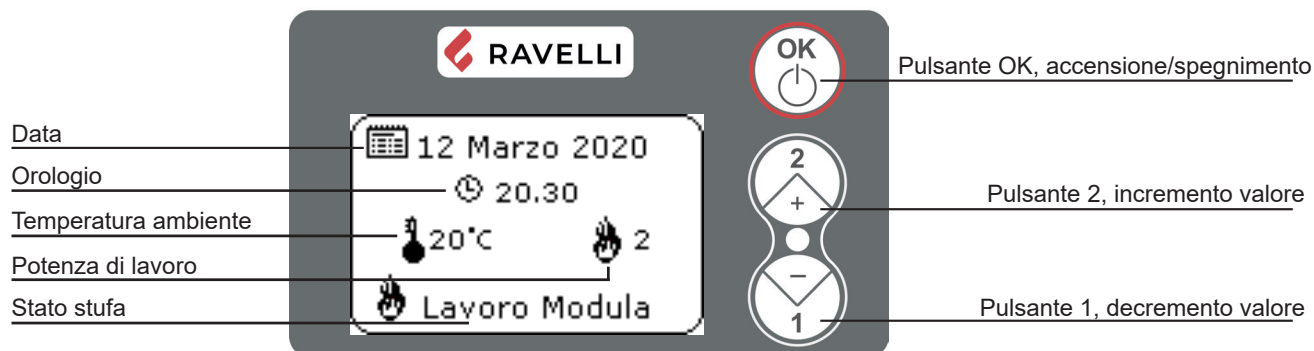 RAVELLI
OK
Pulsante OK, accensione/spegnimento
Data
12 Marzo 2020
Orologio
20.30
2
+
Pulsante 2, incremento valore
Temperatura ambiente
20°C
2
Potenza di lavoro
Stato stufa
Lavoro Modula
–
1
Pulsante 1, decremento valore